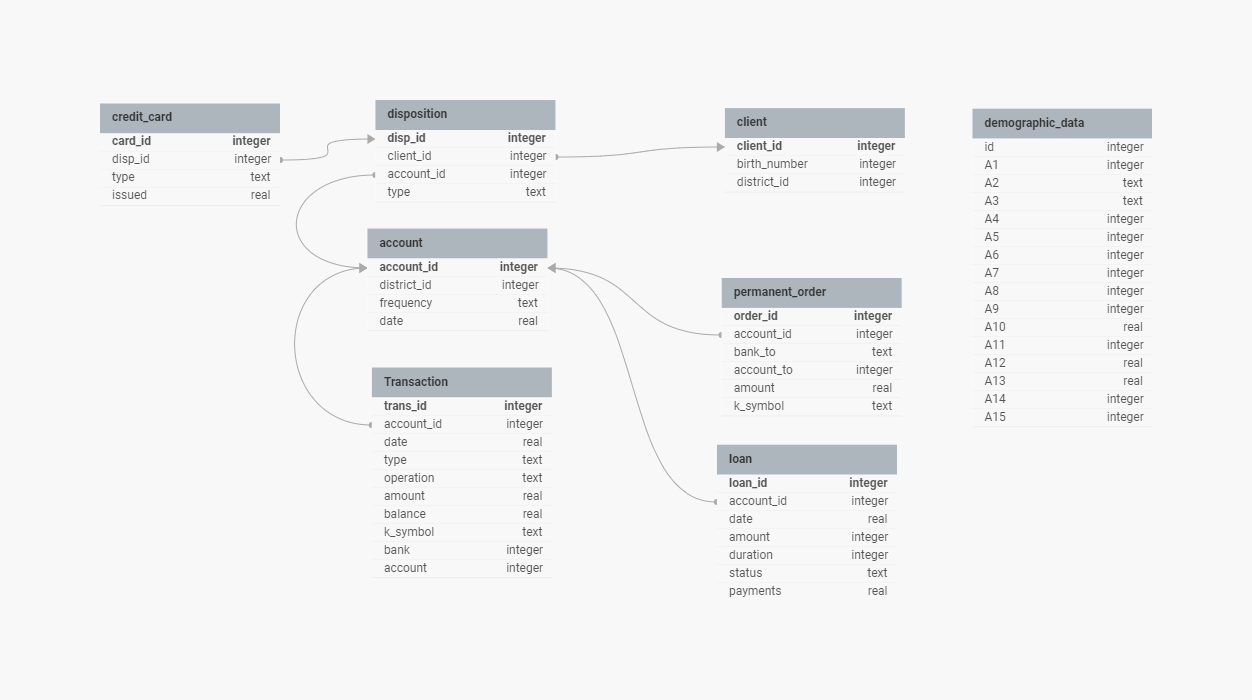 credit_card
card_id integer
disp_id integer
type text
issued real
disposition
disp_id integer
client_id integer
account_id integer
type text
account
account_id integer
district_id integer
frequency text
date real
Transaction
trans_id integer
account_id integer
date real
type text
operation text
amount real
balance real
k_symbol text
bank integer
account integer
client
client_id integer
birth_number integer
district_id integer
permanent_order
order_id integer
account_id integer
bank_to text
account_to integer
amount real
k_symbol text
loan
loan_id integer
account_id integer
date real
amount integer
duration integer
status text
payments real
demographic_data
id integer
A1 integer
A2 text
A3 text
A4 integer
A5 integer
A6 integer
A7 integer
A8 integer
A9 integer
A10 real
A11 integer
A12 real
A13 real
A14 integer
A15 integer